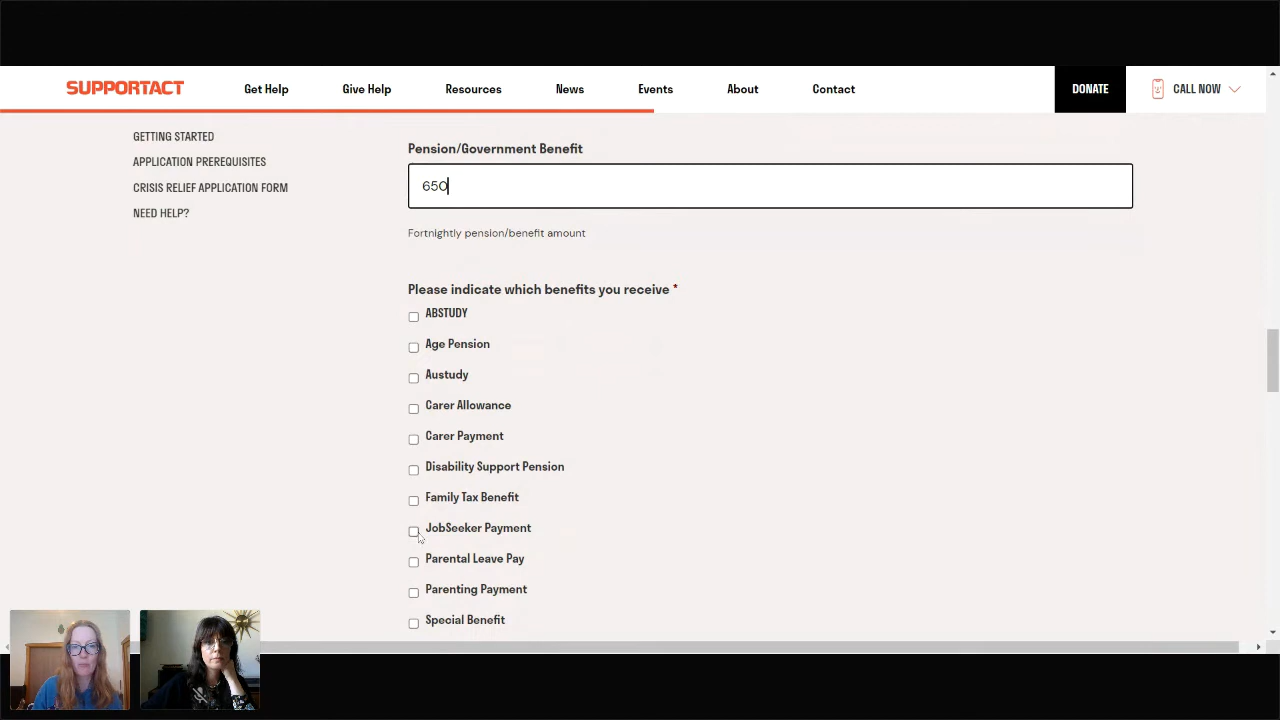 SUPPORTACT
Get Help
Give Help
Resources
News
Events
About
Contact
DONATE
CALL NOW
GETTING STARTED
APPLICATION PREREQUISITES
CRISIS RELIEF APPLICATION FORM
NEED HELP?
Pension/Government Benefit
650
Fortnightly pension/benefit amount
Please indicate which benefits you receive *
ABSTUDY
Age Pension
Austudy
Carer Allowance
Carer Payment
Disability Support Pension
Family Tax Benefit
JobSeeker Payment
Parental Leave Pay
Parenting Payment
Special Benefit